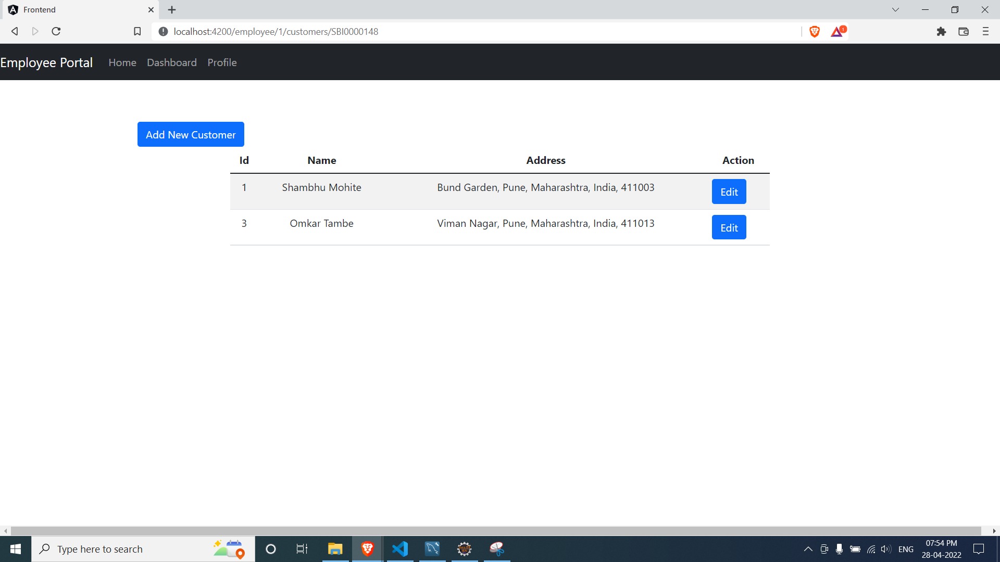 Frontend
localhost:4200/employee/1/customers/SBI0000148
1
Employee Portal Home Dashboard Profile
Add New Customer
Id Name Address Action
1 Shambhu Mohite Bund Garden, Pune, Maharashtra, India, 411003 Edit
3 Omkar Tambe Viman Nagar, Pune, Maharashtra, India, 411013 Edit
Type here to search
ENG
07:54 PM
28-04-2022